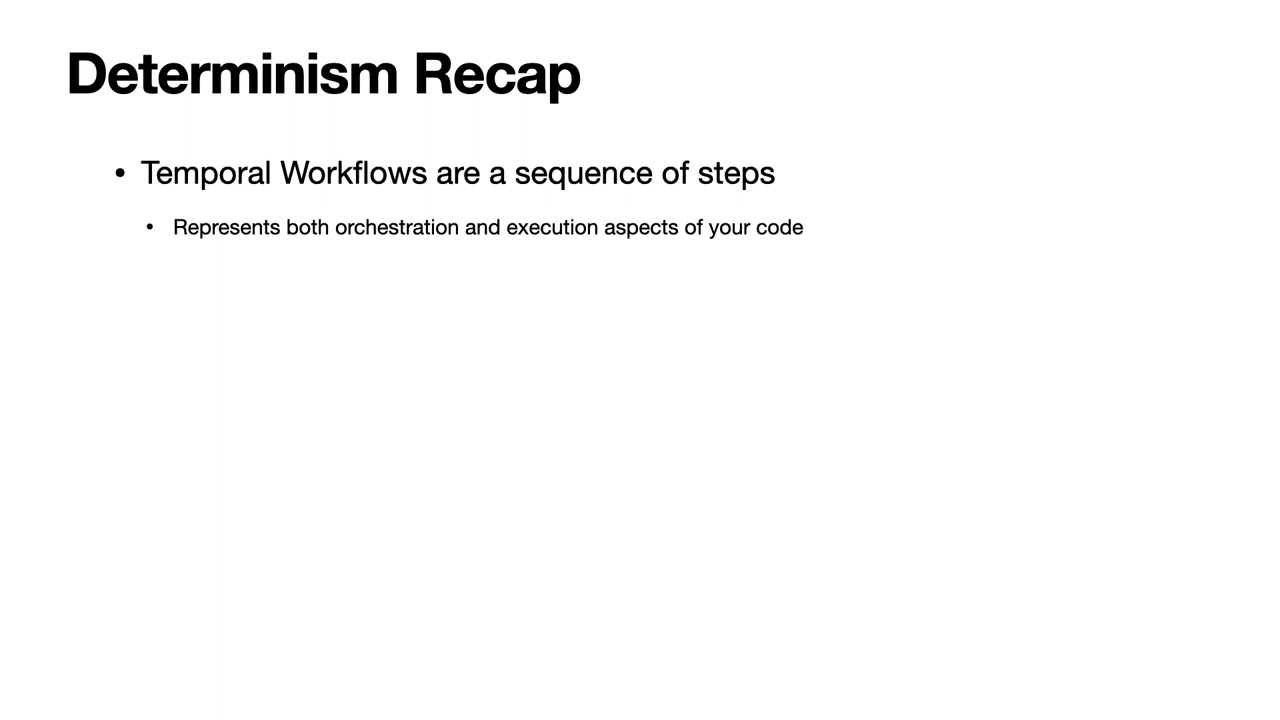 Determinism Recap
• Temporal Workflows are a sequence of steps
• Represents both orchestration and execution aspects of your code